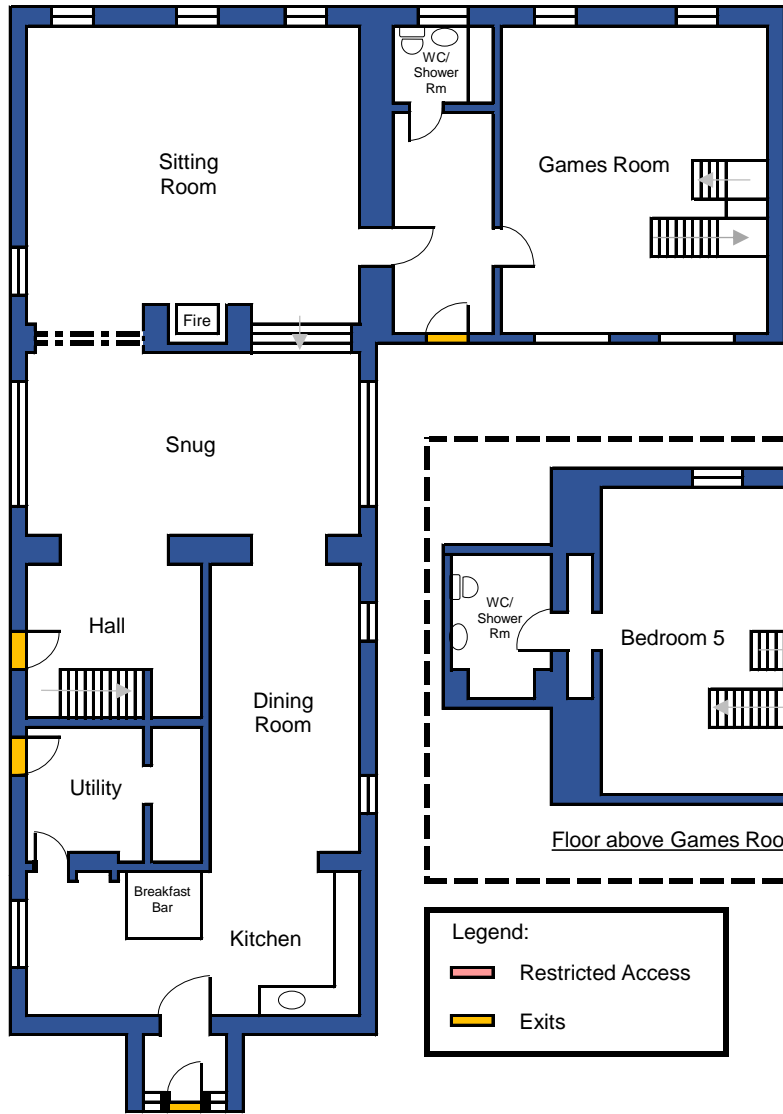 WC/
Shower
Rm
Sitting
Room
Games Room
Fire
Snug
WC/
Shower
Rm
Hall
Bedroom 5
Dining
Room
Utility
Floor above Games Roo
Breakfast
Bar
Kitchen
Legend:
Restricted Access
Exits